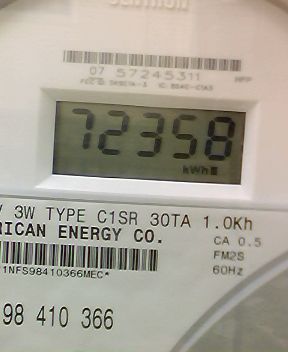 07 57245311
72358
kWh
V 3W TYPE C1SR 30TA 1.0Kh
RICAN ENERGY CO.
CA 0.5
FM2S
60Hz
1NFS98410366MEC*
98 410 366